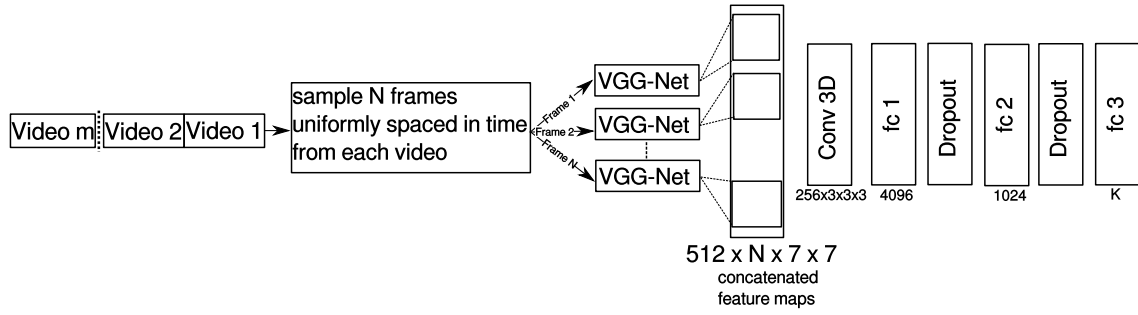 Video m
Video 2
Video 1
sample N frames
uniformly spaced in time
from each video
Frame 1
Frame 2
Frame N
VGG-Net
VGG-Net
VGG-Net
512 x N x 7 x 7
concatenated
feature maps
Conv 3D
256x3x3x3
fc 1
4096
Dropout
fc 2
1024
Dropout
fc 3
K